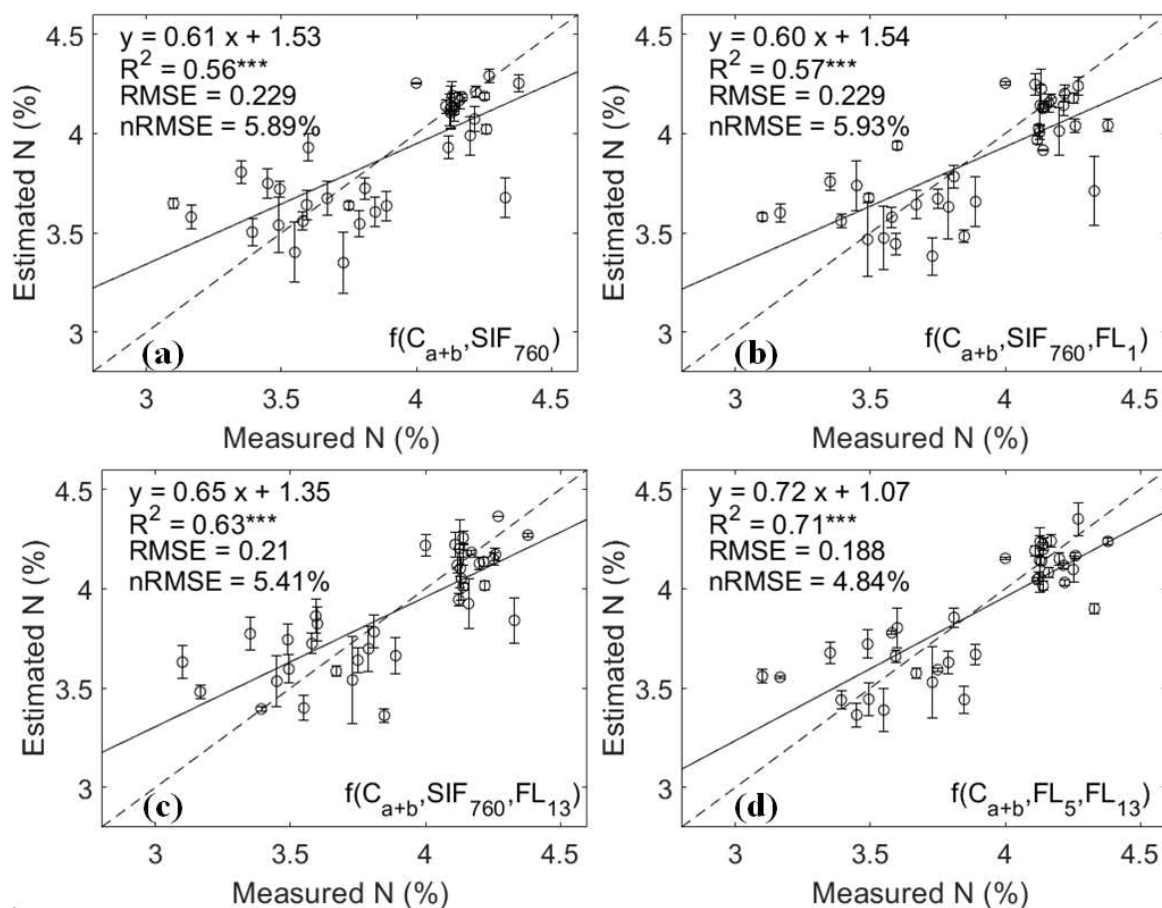 y = 0.61 x + 1.53
R² = 0.56***
RMSE = 0.229
nRMSE = 5.89%
4.5
4
3.5
3
Estimated N (%)
(a)
f(Ca+b,SIF760)
3 3.5 4 4.5
Measured N (%)
y = 0.60 x + 1.54
R² = 0.57***
RMSE = 0.229
nRMSE = 5.93%
4.5
4
3.5
3
Estimated N (%)
(b)
f(Ca+b,SIF760,FL1)
3 3.5 4 4.5
Measured N (%)
y = 0.65 x + 1.35
R² = 0.63***
RMSE = 0.21
nRMSE = 5.41%
4.5
4
3.5
3
Estimated N (%)
(c)
f(Ca+b,SIF760,FL13)
3 3.5 4 4.5
Measured N (%)
y = 0.72 x + 1.07
R² = 0.71***
RMSE = 0.188
nRMSE = 4.84%
4.5
4
3.5
3
Estimated N (%)
(d)
f(Ca+b,FL5,FL13)
3 3.5 4 4.5
Measured N (%)